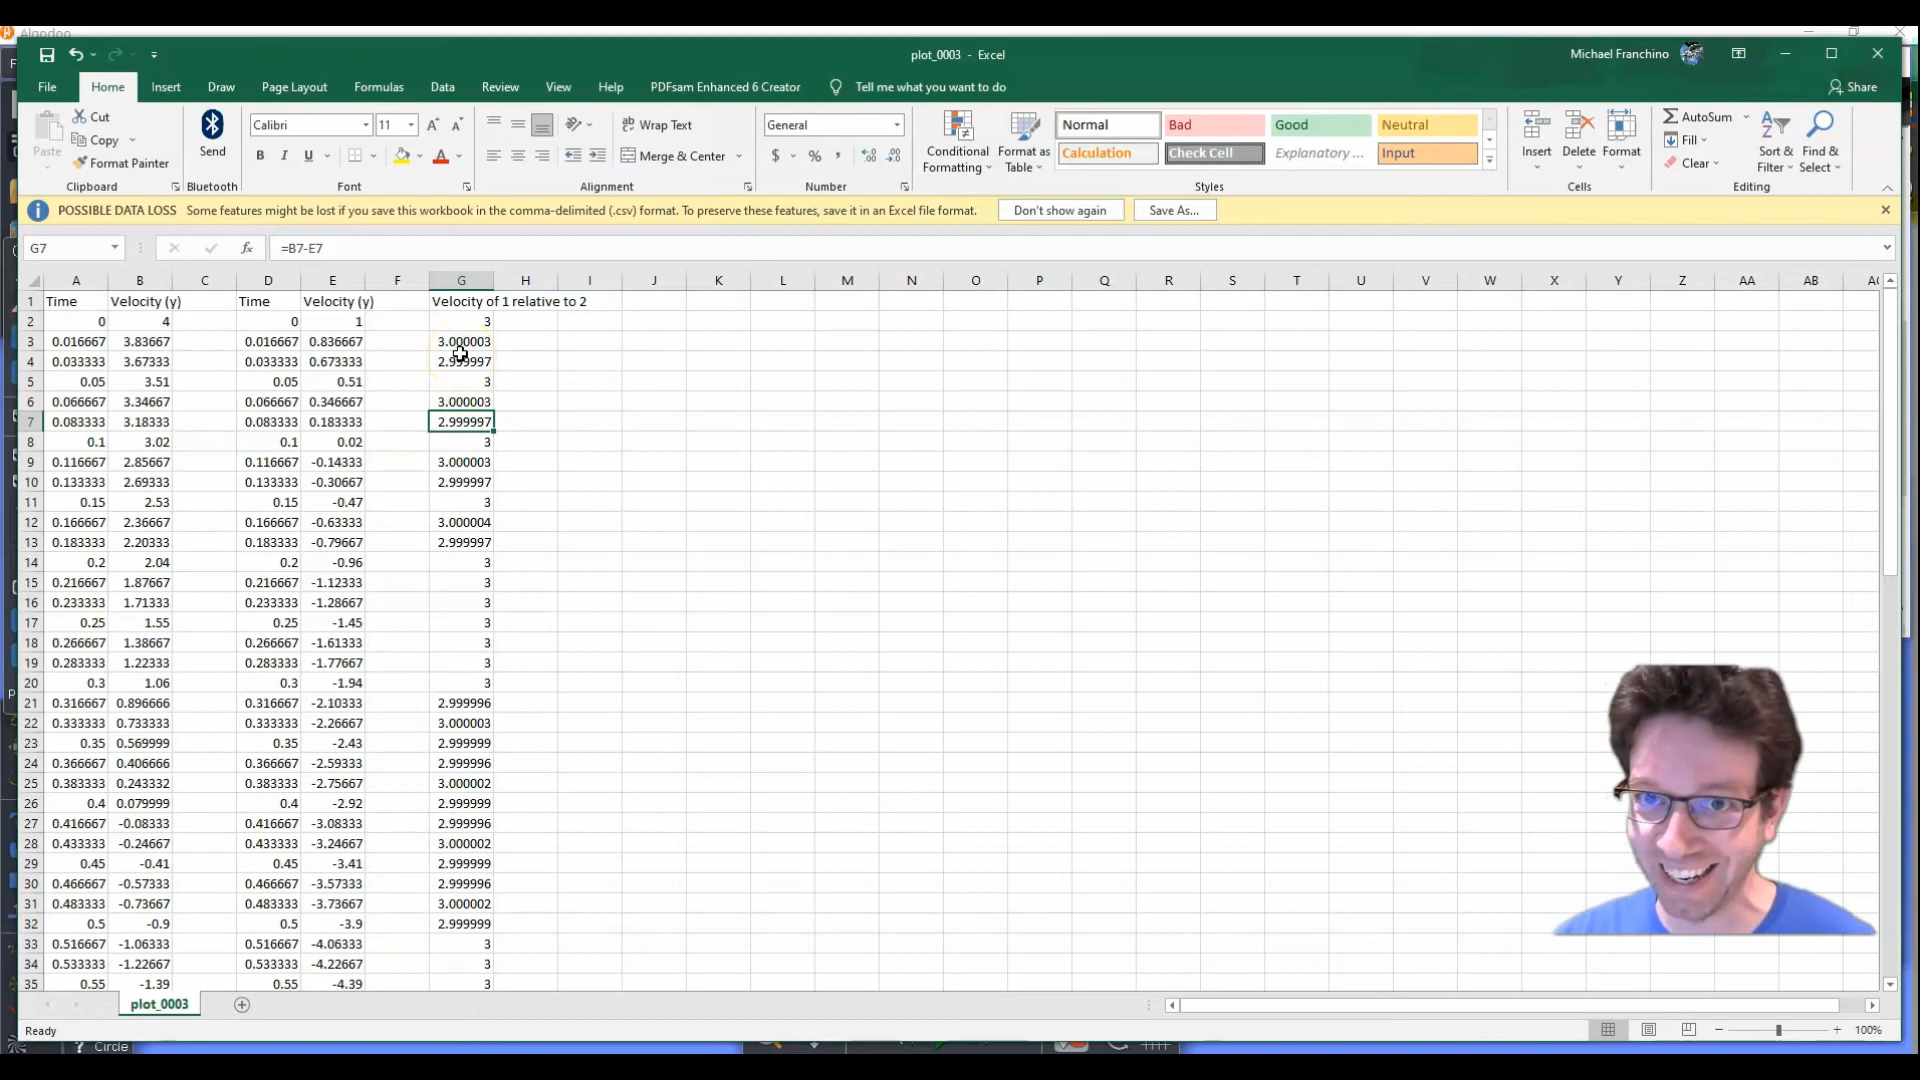 Algodoo
plot_0003 - Excel
Michael Franchino
File Home Insert Draw Page Layout Formulas Data Review View Help PDFsam Enhanced 6 Creator Tell me what you want to do Share
Paste Cut Copy Format Painter Clipboard
Send Bluetooth
Calibri 11 B I U A A A Font
Wrap Text Merge & Center Alignment
General $ % , Number
Conditional Formatting Format as Table
Normal Bad Good Neutral
Calculation Check Cell Explanatory ... Input
Styles
Insert Delete Format Cells
AutoSum Fill Clear Sort & Filter Find & Select Editing
POSSIBLE DATA LOSS Some features might be lost if you save this workbook in the comma-delimited (.csv) format. To preserve these features, save it in an Excel file format. Don't show again Save As...
G7 fx =B7-E7
A B C D E F G H I J K L M N O P Q R S T U V W X Y Z AA AB AC
1 Time Velocity (y) Time Velocity (y) Velocity of 1 relative to 2
2 0 4 0 1 3
3 0.016667 3.83667 0.016667 0.836667 3.000003
4 0.033333 3.67333 0.033333 0.673333 2.999997
5 0.05 3.51 0.05 0.51 3
6 0.066667 3.34667 0.066667 0.346667 3.000003
7 0.083333 3.18333 0.083333 0.183333 2.999997
8 0.1 3.02 0.1 0.02 3
9 0.116667 2.85667 0.116667 -0.14333 3.000003
10 0.133333 2.69333 0.133333 -0.30667 2.999997
11 0.15 2.53 0.15 -0.47 3
12 0.166667 2.36667 0.166667 -0.63333 3.000004
13 0.183333 2.20333 0.183333 -0.79667 2.999997
14 0.2 2.04 0.2 -0.96 3
15 0.216667 1.87667 0.216667 -1.12333 3
16 0.233333 1.71333 0.233333 -1.28667 3
17 0.25 1.55 0.25 -1.45 3
18 0.266667 1.38667 0.266667 -1.61333 3
19 0.283333 1.22333 0.283333 -1.77667 3
20 0.3 1.06 0.3 -1.94 3
21 0.316667 0.896666 0.316667 -2.10333 2.999996
22 0.333333 0.733333 0.333333 -2.26667 3.000003
23 0.35 0.569999 0.35 -2.43 2.999999
24 0.366667 0.406666 0.366667 -2.59333 2.999996
25 0.383333 0.243332 0.383333 -2.75667 3.000002
26 0.4 0.079999 0.4 -2.92 2.999999
27 0.416667 -0.08333 0.416667 -3.08333 2.999996
28 0.433333 -0.24667 0.433333 -3.24667 3.000002
29 0.45 -0.41 0.45 -3.41 2.999999
30 0.466667 -0.57333 0.466667 -3.57333 2.999996
31 0.483333 -0.73667 0.483333 -3.73667 3.000002
32 0.5 -0.9 0.5 -3.9 2.999999
33 0.516667 -1.06333 0.516667 -4.06333 3
34 0.533333 -1.22667 0.533333 -4.22667 3
35 0.55 -1.39 0.55 -4.39 3
plot_0003
Ready 100%
? Circle